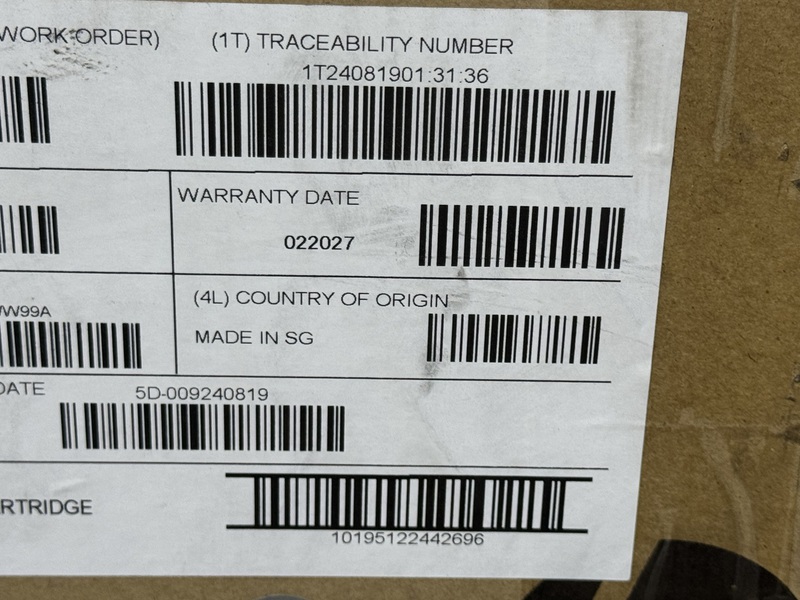 WORK ORDER) (1T) TRACEABILITY NUMBER
1T24081901:31:36
WARRANTY DATE
022027
(4L) COUNTRY OF ORIGIN
W99A
MADE IN SG
DATE 5D-009240819
RTRIDGE
10195122442696